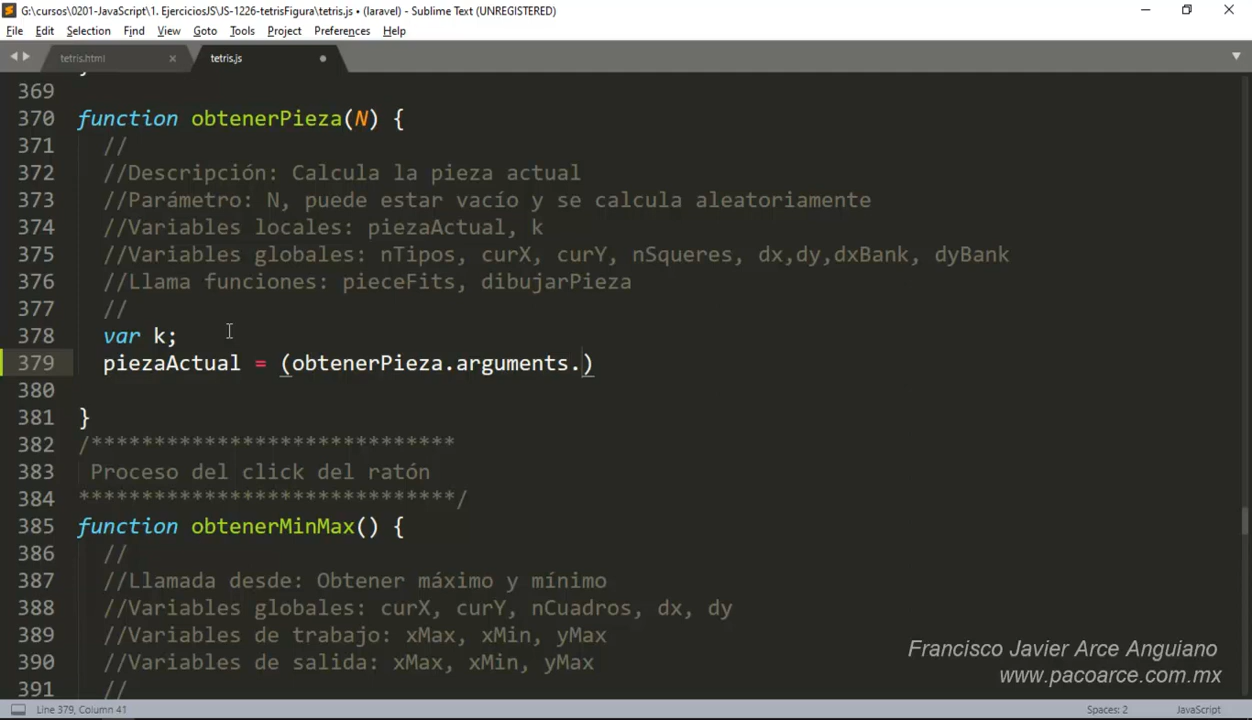 G:\cursos\0201-JavaScript\1. EjerciciosJS\JS-1226-tetrisFigura\tetris.js • (laravel) - Sublime Text (UNREGISTERED)
File Edit Selection Find View Goto Tools Project Preferences Help
tetris.html × tetris.js
}
369
370 function obtenerPieza(N) {
371 //
372 //Descripción: Calcula la pieza actual
373 //Parámetro: N, puede estar vacío y se calcula aleatoriamente
374 //Variables locales: piezaActual, k
375 //Variables globales: nTipos, curX, curY, nSqueres, dx,dy,dxBank, dyBank
376 //Llama funciones: pieceFits, dibujarPieza
377 //
378 var k;
379 piezaActual = (obtenerPieza.arguments.)
380
381 }
382 /*****************************
383 Proceso del click del ratón
384 ******************************/
385 function obtenerMinMax() {
386 //
387 //Llamada desde: Obtener máximo y mínimo
388 //Variables globales: curX, curY, nCuadros, dx, dy
389 //Variables de trabajo: xMax, xMin, yMax
390 //Variables de salida: xMax, xMin, yMax
391 //
Francisco Javier Arce Anguiano
www.pacoarce.com.mx
Line 379, Column 41 Spaces: 2 JavaScript